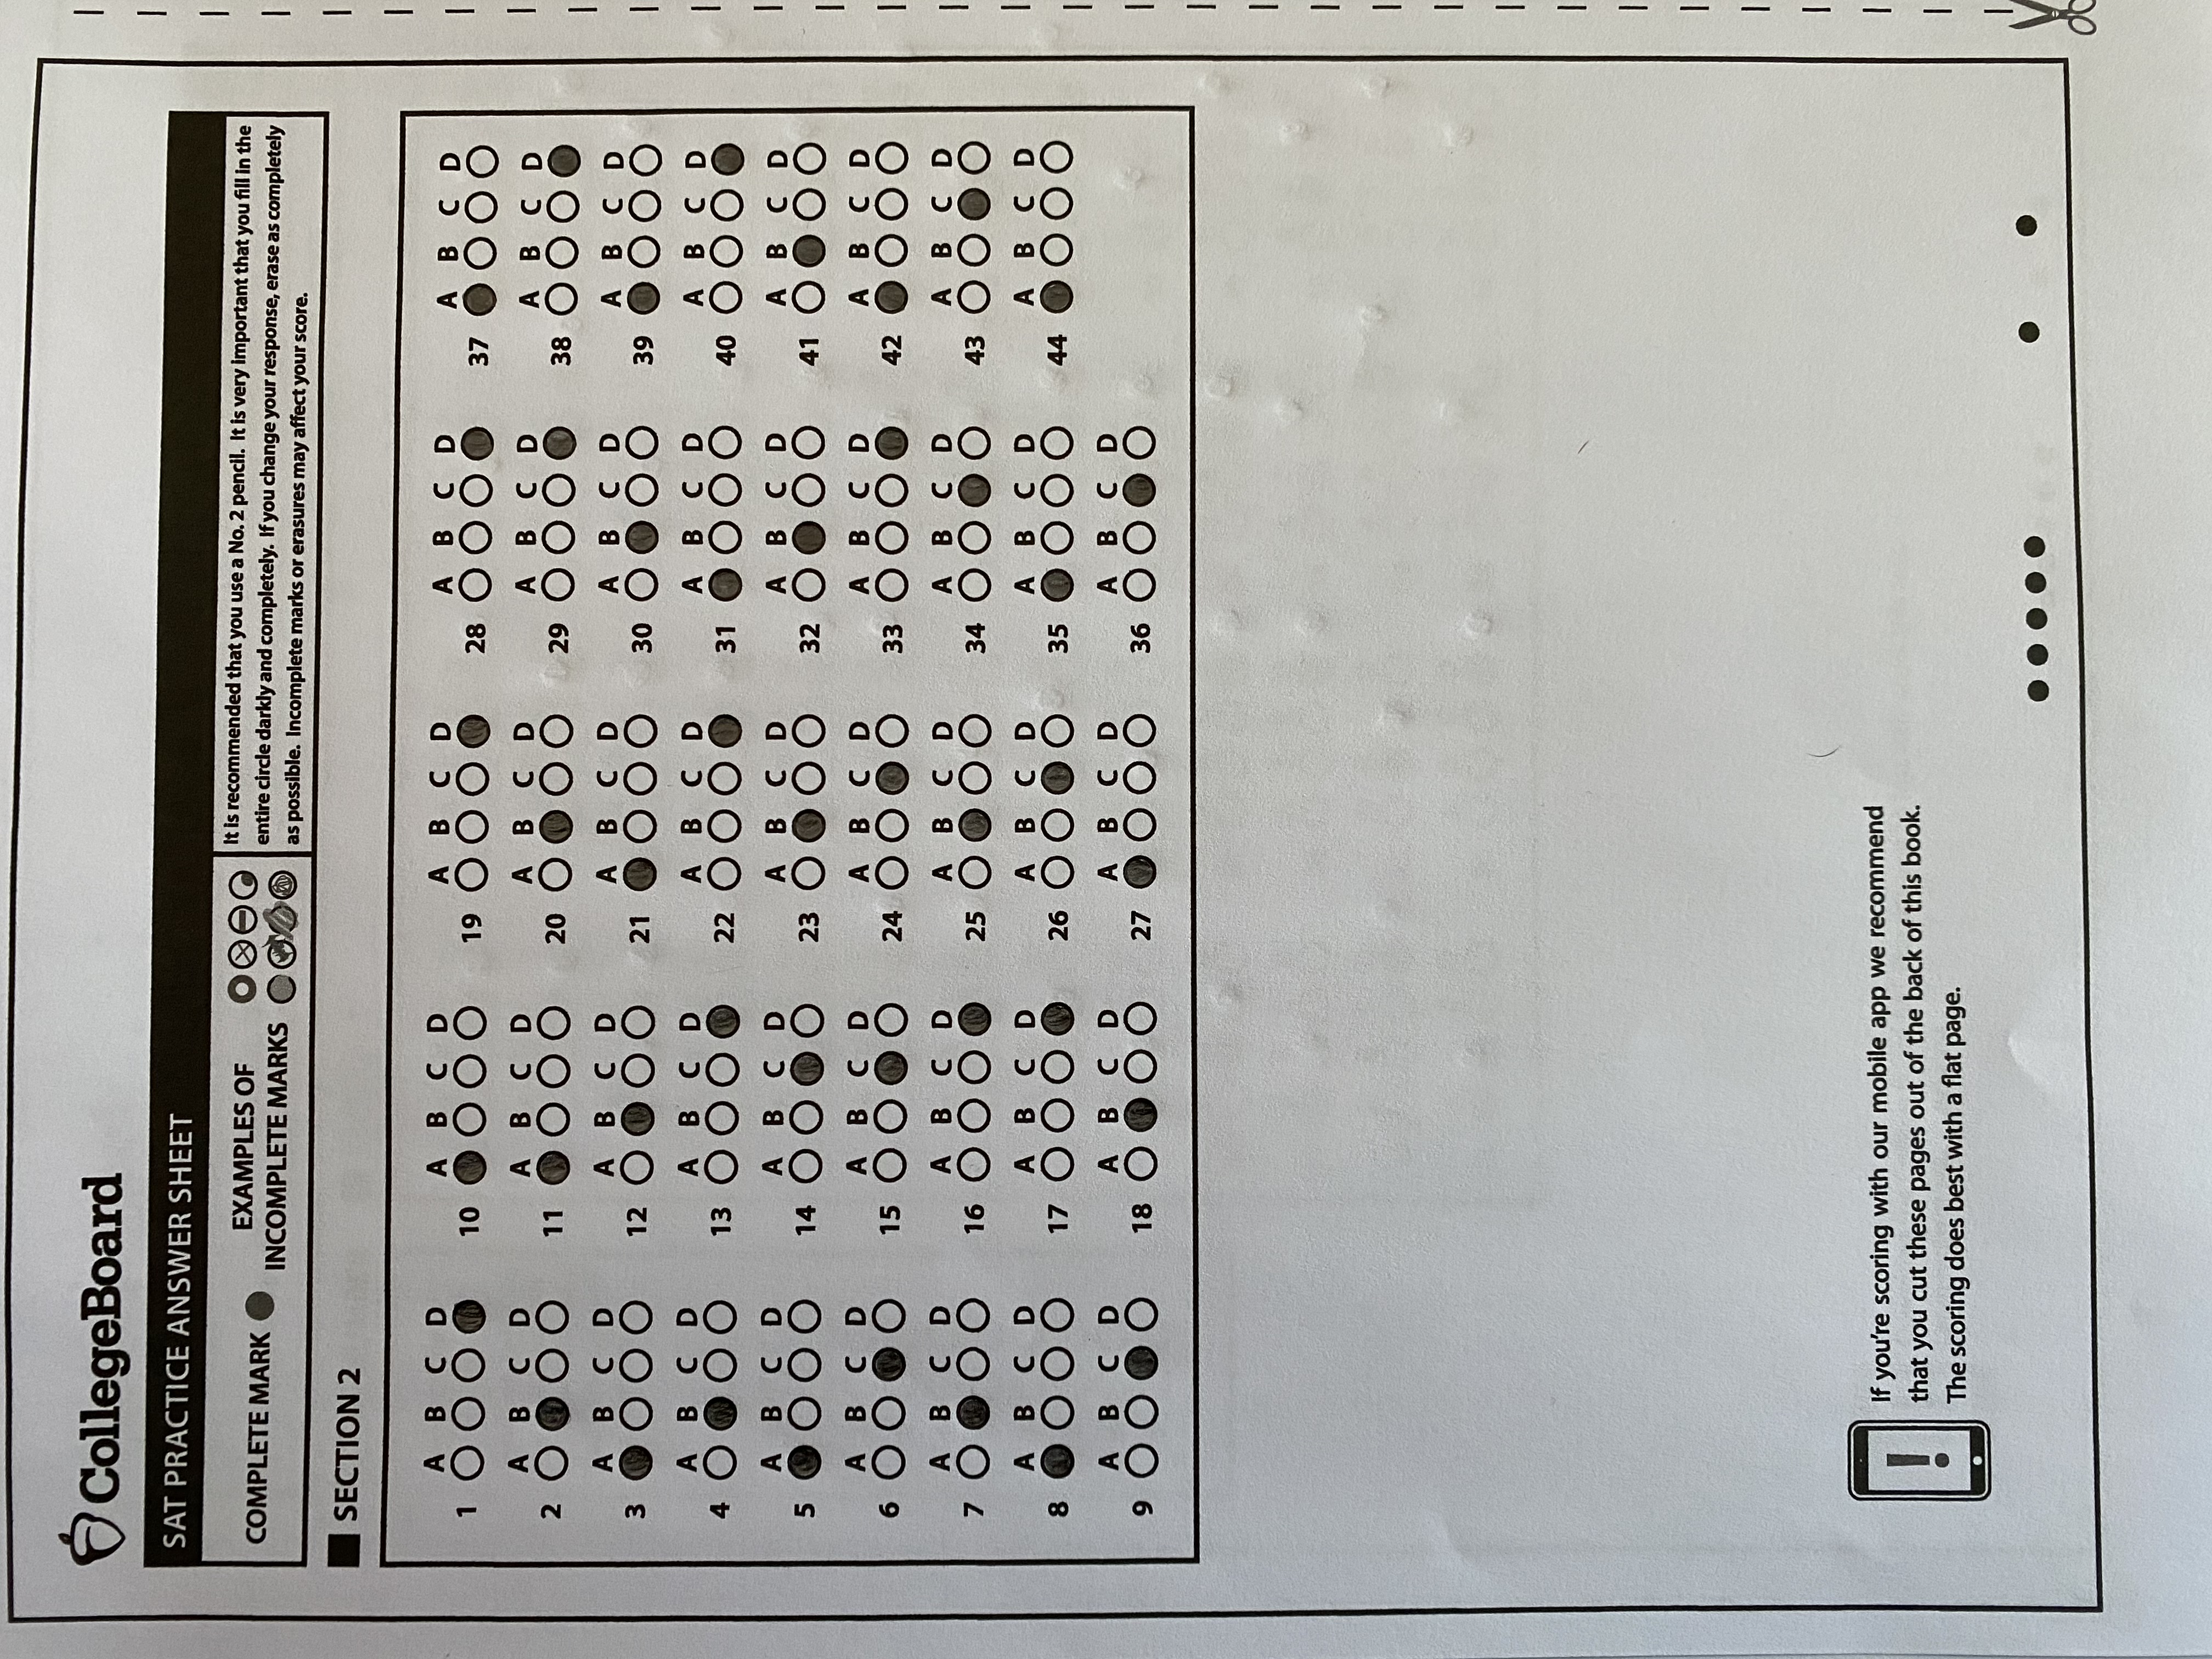 CollegeBoard
SAT PRACTICE ANSWER SHEET
COMPLETE MARK
EXAMPLES OF
INCOMPLETE MARKS
It is recommended that you use a No. 2 pencil. It is very important that you fill in the
entire circle darkly and completely. If you change your response, erase as completely
as possible. Incomplete marks or erasures may affect your score.
SECTION 2
A B C D
1
A B C D
2
A B C D
3
A B C D
4
A B C D
5
A B C D
6
A B C D
7
A B C D
8
A B C D
9
A B C D
10
A B C D
11
A B C D
12
A B C D
13
A B C D
14
A B C D
15
A B C D
16
A B C D
17
A B C D
18
A B C D
19
A B C D
20
A B C D
21
A B C D
22
A B C D
23
A B C D
24
A B C D
25
A B C D
26
A B C D
27
A B C D
28
A B C D
29
A B C D
30
A B C D
31
A B C D
32
A B C D
33
A B C D
34
A B C D
35
A B C D
36
A B C D
37
A B C D
38
A B C D
39
A B C D
40
A B C D
41
A B C D
42
A B C D
43
A B C D
44
If you're scoring with our mobile app we recommend
that you cut these pages out of the back of this book.
The scoring does best with a flat page.